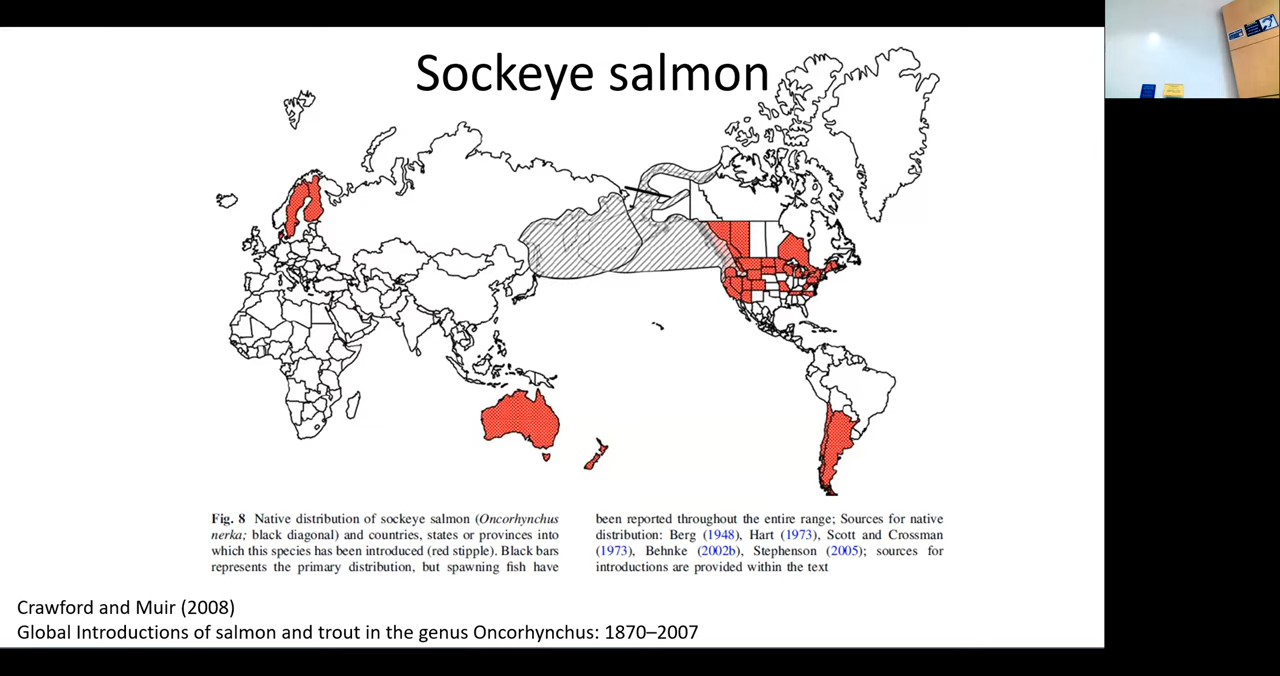 Sockeye salmon
Fig. 8 Native distribution of sockeye salmon (Oncorhynchus
nerka; black diagonal) and countries, states or provinces into
which this species has been introduced (red stipple). Black bars
represents the primary distribution, but spawning fish have
been reported throughout the entire range; Sources for native
distribution: Berg (1948), Hart (1973), Scott and Crossman
(1973), Behnke (2002b), Stephenson (2005); sources for
introductions are provided within the text
Crawford and Muir (2008)
Global Introductions of salmon and trout in the genus Oncorhynchus: 1870–2007